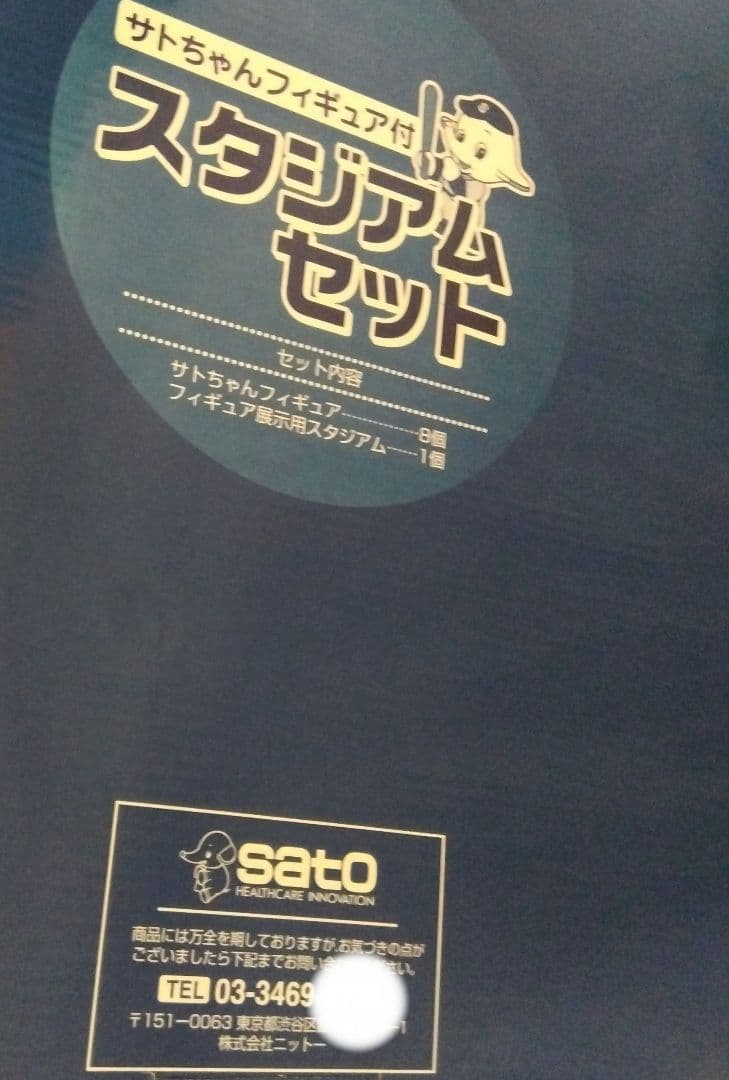 サトちゃんフィギュア付
スタジアム
セット
セット内容
サトちゃんフィギュア------------8個
フィギュア展示用スタジアム-----1個
sato
HEALTHCARE INNOVATION
商品には万全を期しておりますが、お気づきの点が
ございましたら下記までお問い合 さい。
TEL 03-3469
〒151-0063 東京都渋谷区 -1
株式会社ニットー